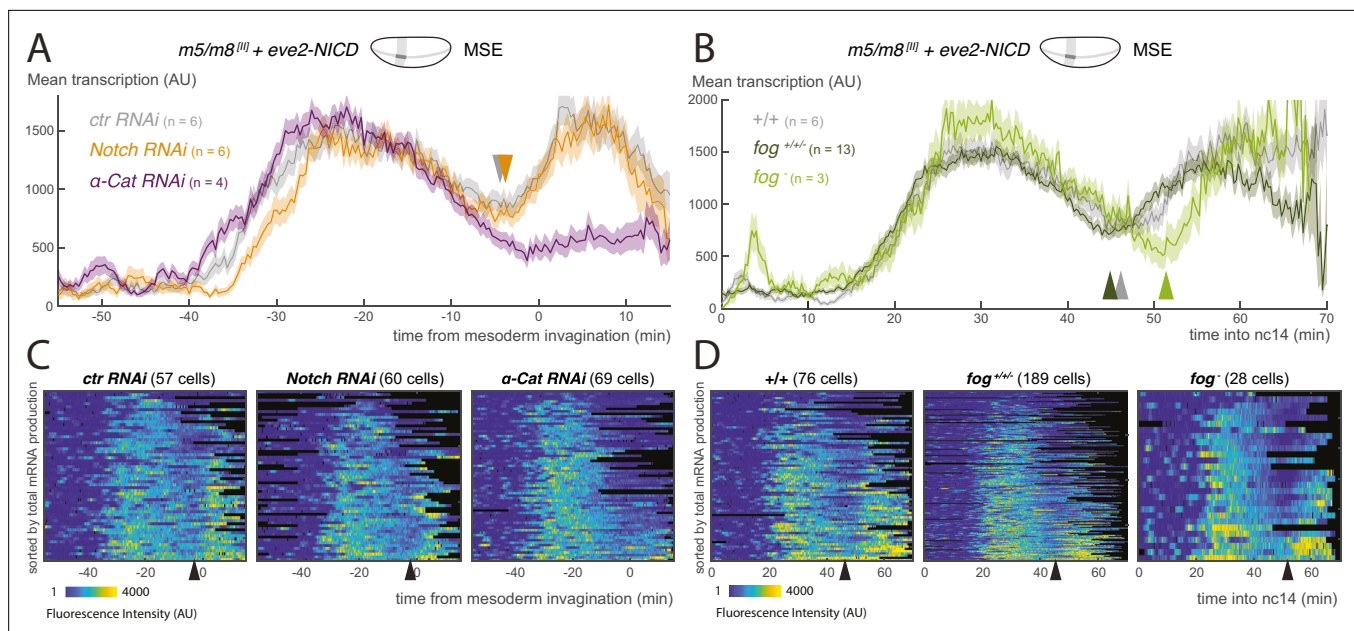 A
m5/m8 [II] + eve2-NICD MSE
Mean transcription (AU)
1500
1000
500
0
ctr RNAi (n = 6)
Notch RNAi (n = 6)
α-Cat RNAi (n = 4)
-50 -40 -30 -20 -10 0 10
time from mesoderm invagination (min)
B
m5/m8 [II] + eve2-NICD MSE
Mean transcription (AU)
2000
1500
1000
500
0
+/+ (n = 6)
fog +/+/- (n = 13)
fog - (n = 3)
0 10 20 30 40 50 60 70
time into nc14 (min)
C
ctr RNAi (57 cells) Notch RNAi (60 cells) α-Cat RNAi (69 cells)
sorted by total mRNA production
-40 -20 0 -40 -20 0 -40 -20 0
1 4000
Fluorescence Intensity (AU)
time from mesoderm invagination (min)
D
+/+ (76 cells) fog+/+/- (189 cells) fog- (28 cells)
sorted by total mRNA production
0 20 40 60 0 20 40 60 0 20 40 60
1 4000
Fluorescence Intensity (AU)
time into nc14 (min)